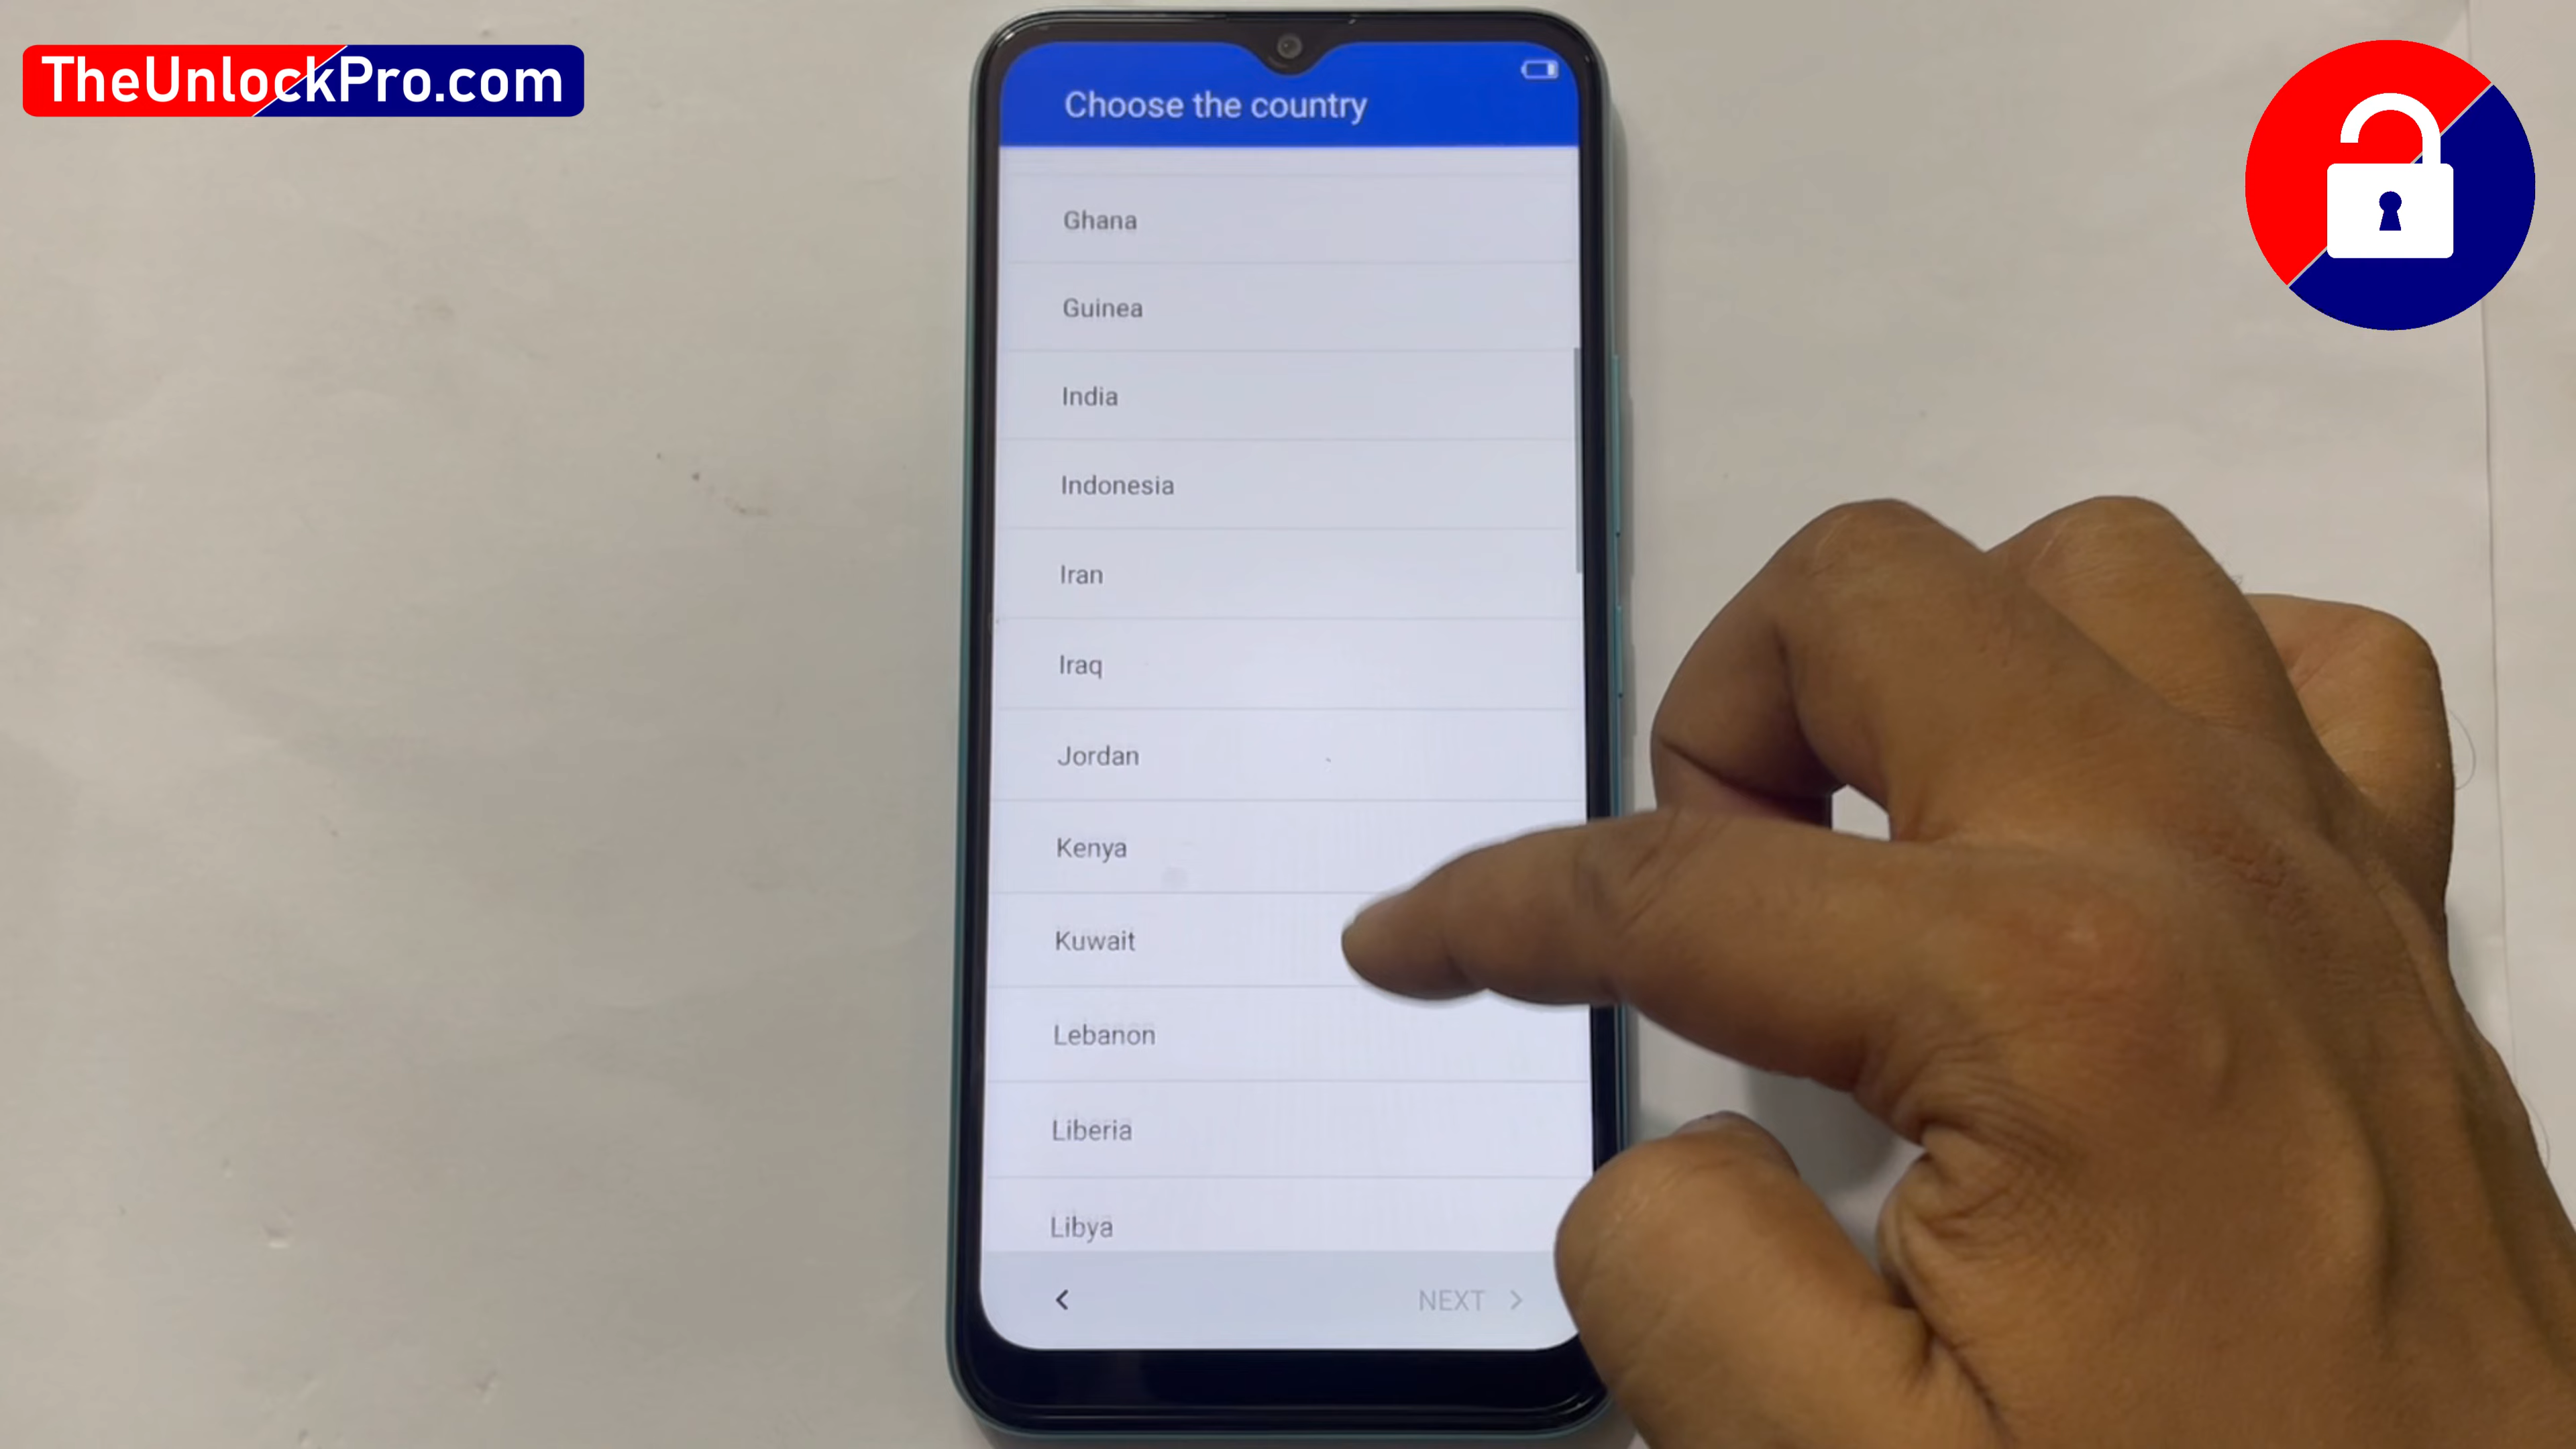 TheUnlockPro.com
Choose the country
Ghana
Guinea
India
Indonesia
Iran
Iraq
Jordan
Kenya
Kuwait
Lebanon
Liberia
Libya
NEXT